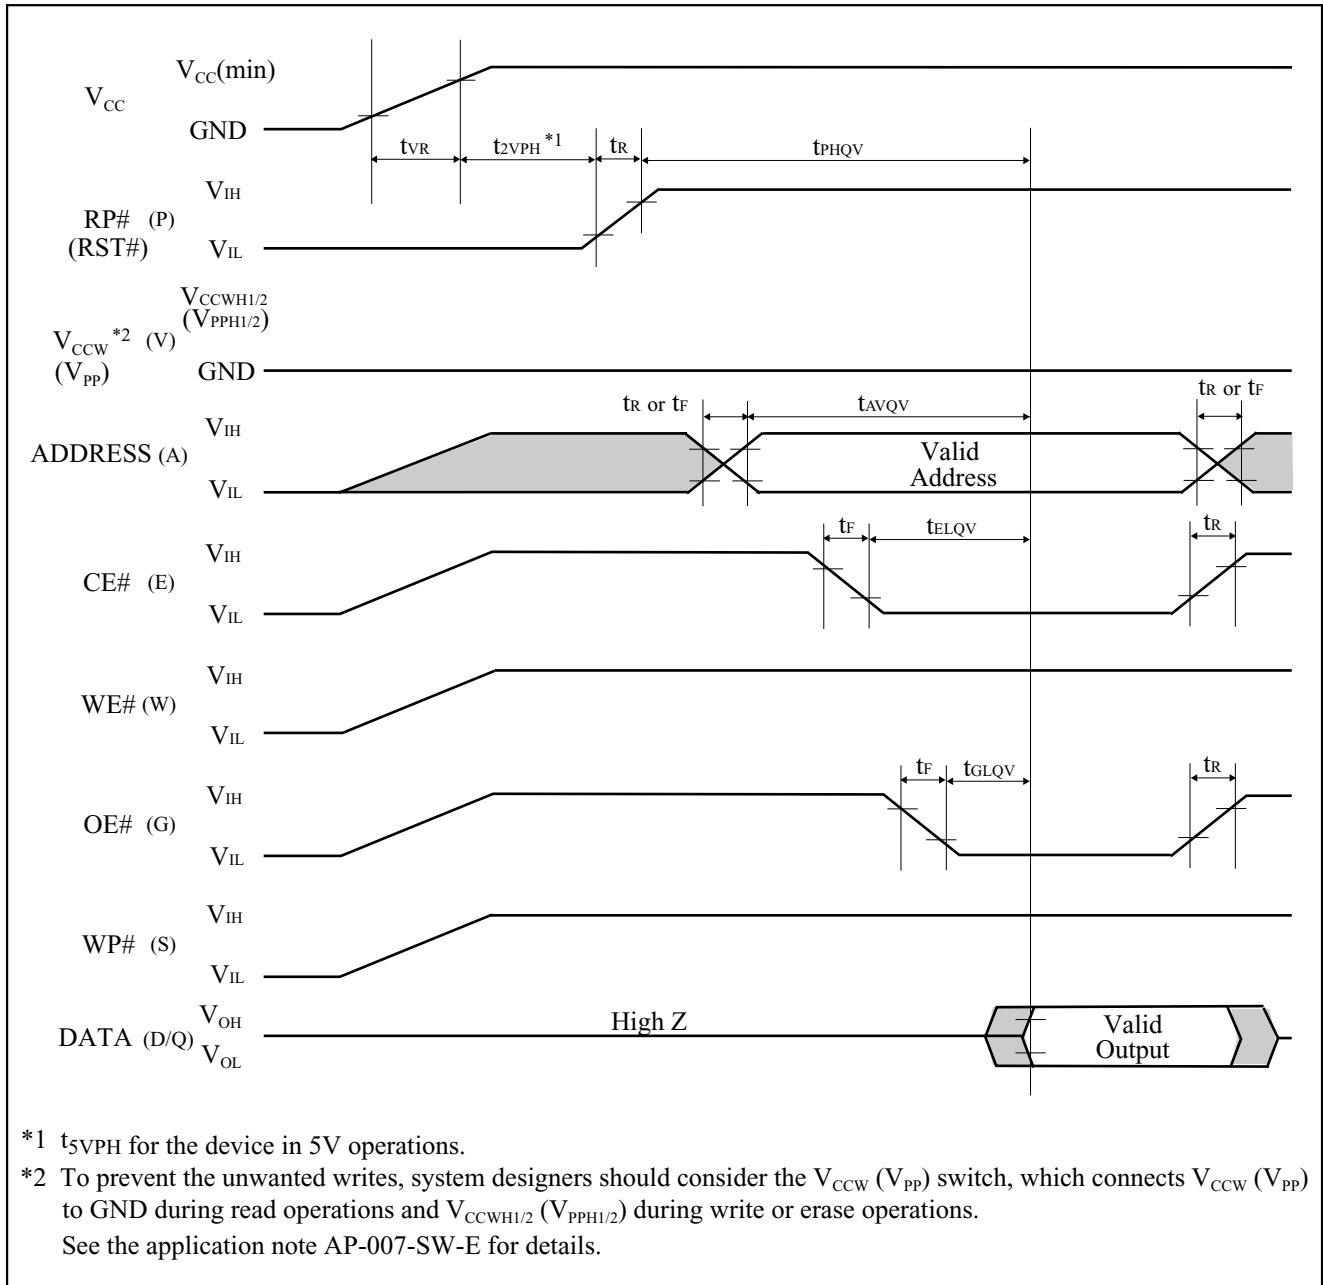 VCC(min)
VCC
GND
tVR
t2VPH *1
tR
tPHQV
VIH
RP# (P)
(RST#)
VIL
VCCWH1/2
(VPPH1/2)
VCCW *2 (V)
(VPP)
GND
tR or tF
tAVQV
tR or tF
VIH
ADDRESS (A)
Valid
Address
VIL
tF
tELQV
tR
VIH
CE# (E)
VIL
VIH
WE# (W)
VIL
tF
tGLQV
tR
VIH
OE# (G)
VIL
VIH
WP# (S)
VIL
VOH
DATA (D/Q)
High Z
Valid
Output
VOL
*1 t5VPH for the device in 5V operations.
*2 To prevent the unwanted writes, system designers should consider the VCCW (VPP) switch, which connects VCCW (VPP)
to GND during read operations and VCCWH1/2 (VPPH1/2) during write or erase operations.
See the application note AP-007-SW-E for details.